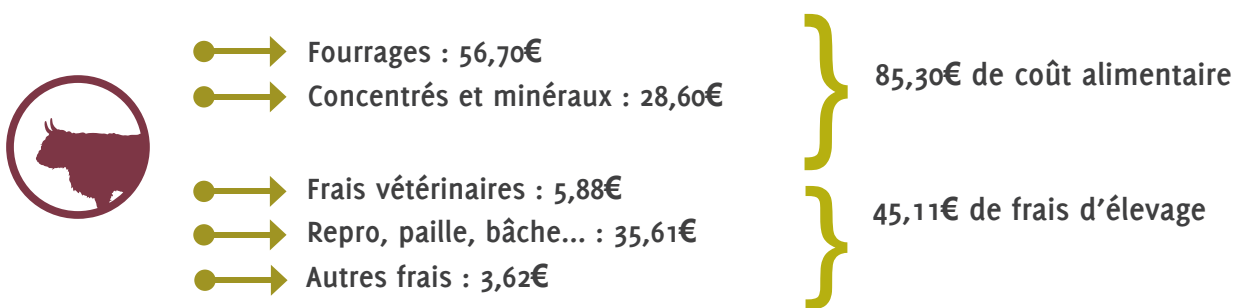 Fourrages : 56,70€
Concentrés et minéraux : 28,60€
85,30€ de coût alimentaire
Frais vétérinaires : 5,88€
Repro, paille, bâche... : 35,61€
Autres frais : 3,62€
45,11€ de frais d’élevage